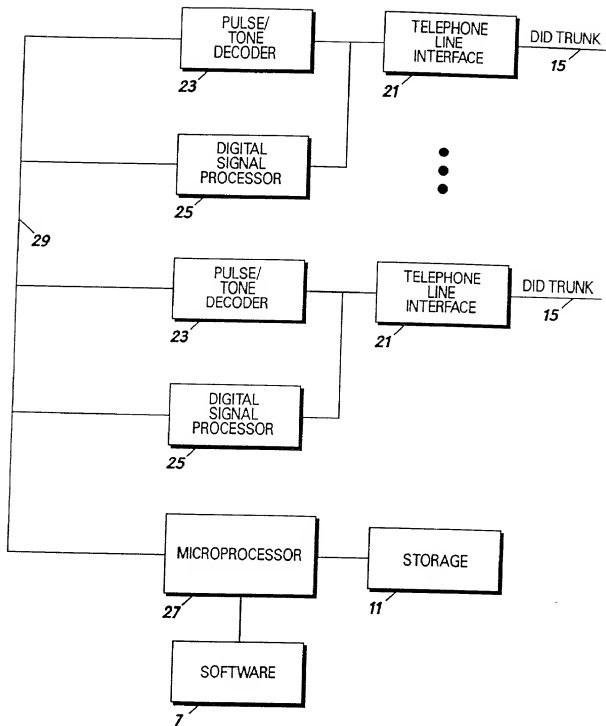 PULSE/
TONE
DECODER
23
TELEPHONE
LINE
INTERFACE
21
DID TRUNK
15
DIGITAL
SIGNAL
PROCESSOR
25
29
PULSE/
TONE
DECODER
23
TELEPHONE
LINE
INTERFACE
21
DID TRUNK
15
DIGITAL
SIGNAL
PROCESSOR
25
MICROPROCESSOR
27
STORAGE
11
SOFTWARE
7